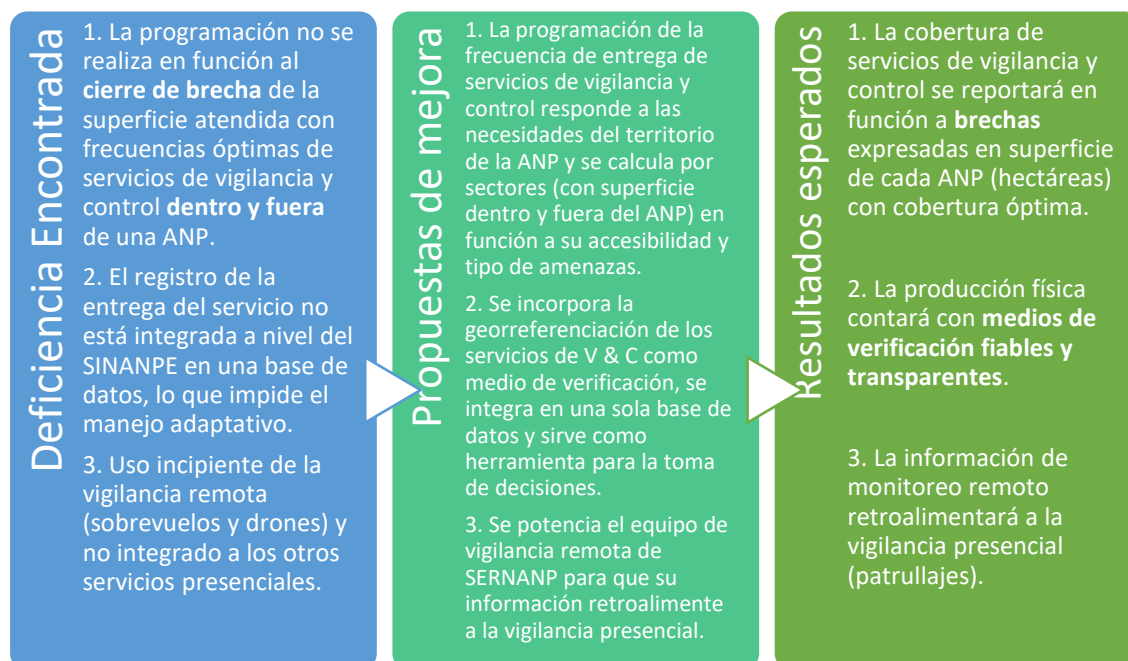 Deficiencia Encontrada
1. La programación no se
realiza en función al
cierre de brecha de la
superficie atendida con
frecuencias óptimas de
servicios de vigilancia y
control dentro y fuera
de una ANP.
2. El registro de la
entrega del servicio no
está integrada a nivel del
SINANPE en una base de
datos, lo que impide el
manejo adaptativo.
3. Uso incipiente de la
vigilancia remota
(sobrevuelos y drones) y
no integrado a los otros
servicios presenciales.
Propuestas de mejora
1. La programación de la
frecuencia de entrega de
servicios de vigilancia y
control responde a las
necesidades del territorio
de la ANP y se calcula por
sectores (con superficie
dentro y fuera del ANP) en
función a su accesibilidad y
tipo de amenazas.
2. Se incorpora la
georreferenciación de los
servicios de V & C como
medio de verificación, se
integra en una sola base de
datos y sirve como
herramienta para la toma
de decisiones.
3. Se potencia el equipo de
vigilancia remota de
SERNANP para que su
información retroalimente
a la vigilancia presencial.
Resultados esperados
1. La cobertura de
servicios de vigilancia y
control se reportará en
función a brechas
expresadas en superficie
de cada ANP (hectáreas)
con cobertura óptima.
2. La producción física
contará con medios de
verificación fiables y
transparentes.
3. La información de
monitoreo remoto
retroalimentará a la
vigilancia presencial
(patrullajes).